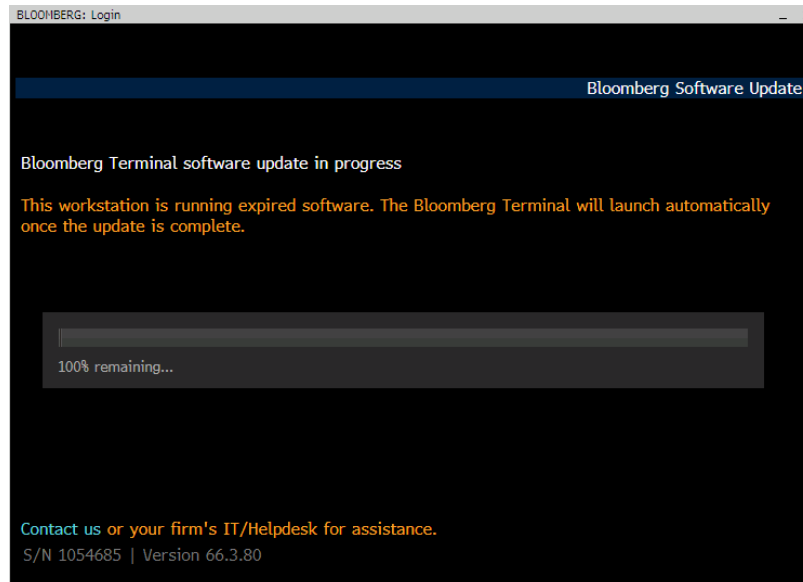 BLOOMBERG: Login
Bloomberg Software Update
Bloomberg Terminal software update in progress
This workstation is running expired software. The Bloomberg Terminal will launch automatically
once the update is complete.
100% remaining...
Contact us or your firm's IT/Helpdesk for assistance.
S/N 1054685 | Version 66.3.80